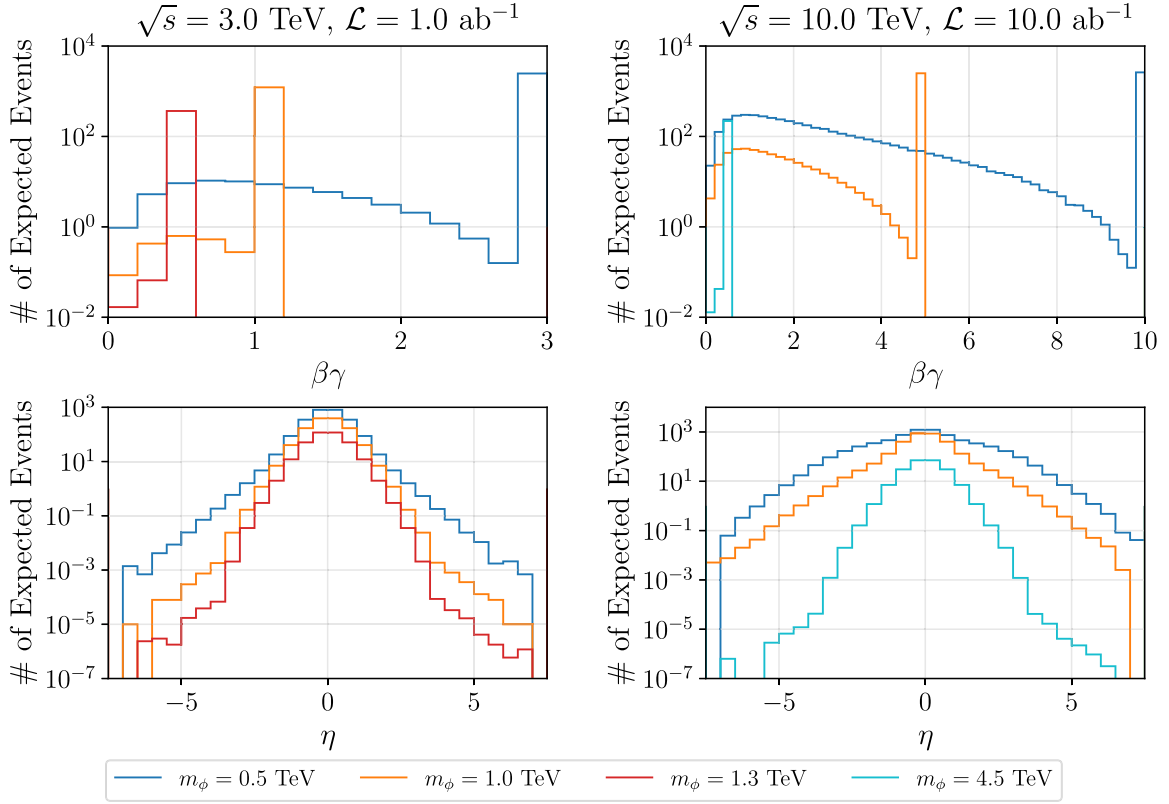 √s = 3.0 TeV, ℒ = 1.0 ab⁻¹
√s = 10.0 TeV, ℒ = 10.0 ab⁻¹
# of Expected Events
10⁴
10²
10⁰
10⁻²
0 1 2 3
βγ
# of Expected Events
10⁴
10²
10⁰
10⁻²
0 2 4 6 8 10
βγ
# of Expected Events
10³
10¹
10⁻¹
10⁻³
10⁻⁵
10⁻⁷
−5 0 5
η
# of Expected Events
10³
10¹
10⁻¹
10⁻³
10⁻⁵
10⁻⁷
−5 0 5
η
m_ϕ = 0.5 TeV m_ϕ = 1.0 TeV m_ϕ = 1.3 TeV m_ϕ = 4.5 TeV